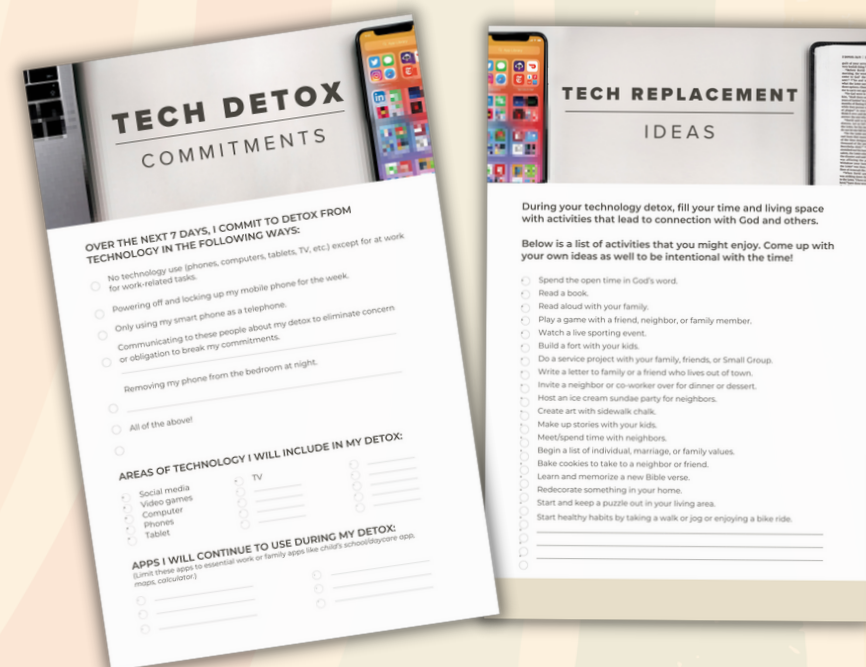 TECH DETOX
COMMITMENTS
OVER THE NEXT 7 DAYS, I COMMIT TO DETOX FROM
TECHNOLOGY IN THE FOLLOWING WAYS:
No technology use (phones, computers, tablets, TV, etc.) except for at work
for work-related tasks.
Powering off and locking up my mobile phone for the week.
Only using my smart phone as a telephone.
Communicating to these people about my detox to eliminate concern
or obligation to break my commitments.
Removing my phone from the bedroom at night.
All of the above!
AREAS OF TECHNOLOGY I WILL INCLUDE IN MY DETOX:
Social media
Video games
Computer
Phones
Tablet
TV
APPS I WILL CONTINUE TO USE DURING MY DETOX:
(Limit these apps to essential work or family apps like child's school/daycare app,
maps, calculator.)
TECH REPLACEMENT
IDEAS
During your technology detox, fill your time and living space
with activities that lead to connection with God and others.
Below is a list of activities that you might enjoy. Come up with
your own ideas as well to be intentional with the time!
Spend the open time in God's word.
Read a book.
Read aloud with your family.
Play a game with a friend, neighbor, or family member.
Watch a live sporting event.
Build a fort with your kids.
Do a service project with your family, friends, or Small Group.
Write a letter to family or a friend who lives out of town.
Invite a neighbor or co-worker over for dinner or dessert.
Host an ice cream sundae party for neighbors.
Create art with sidewalk chalk.
Make up stories with your kids.
Meet/spend time with neighbors.
Begin a list of individual, marriage, or family values.
Bake cookies to take to a neighbor or friend.
Learn and memorize a new Bible verse.
Redecorate something in your home.
Start and keep a puzzle out in your living area.
Start healthy habits by taking a walk or jog or enjoying a bike ride.